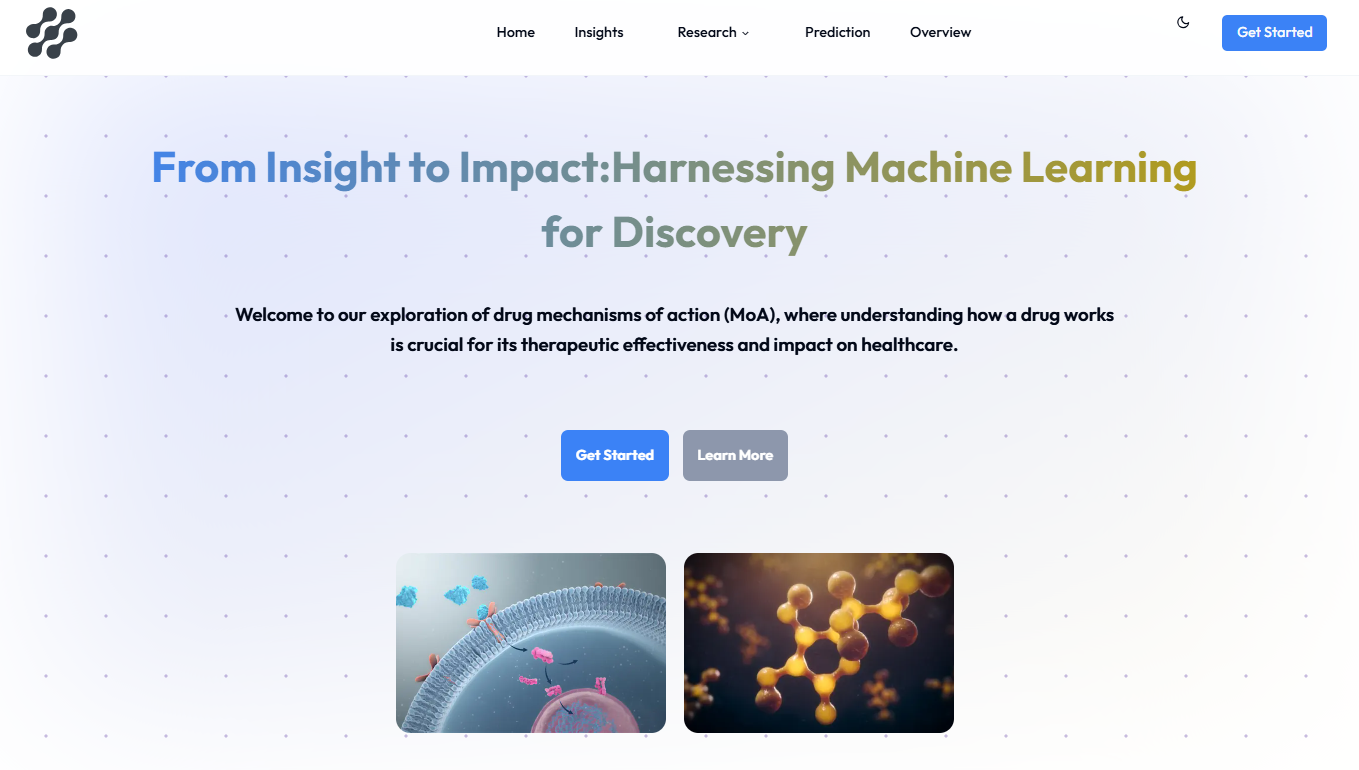 Home Insights Research Prediction Overview Get Started
From Insight to Impact:Harnessing Machine Learning
for Discovery
Welcome to our exploration of drug mechanisms of action (MoA), where understanding how a drug works
is crucial for its therapeutic effectiveness and impact on healthcare.
Get Started Learn More